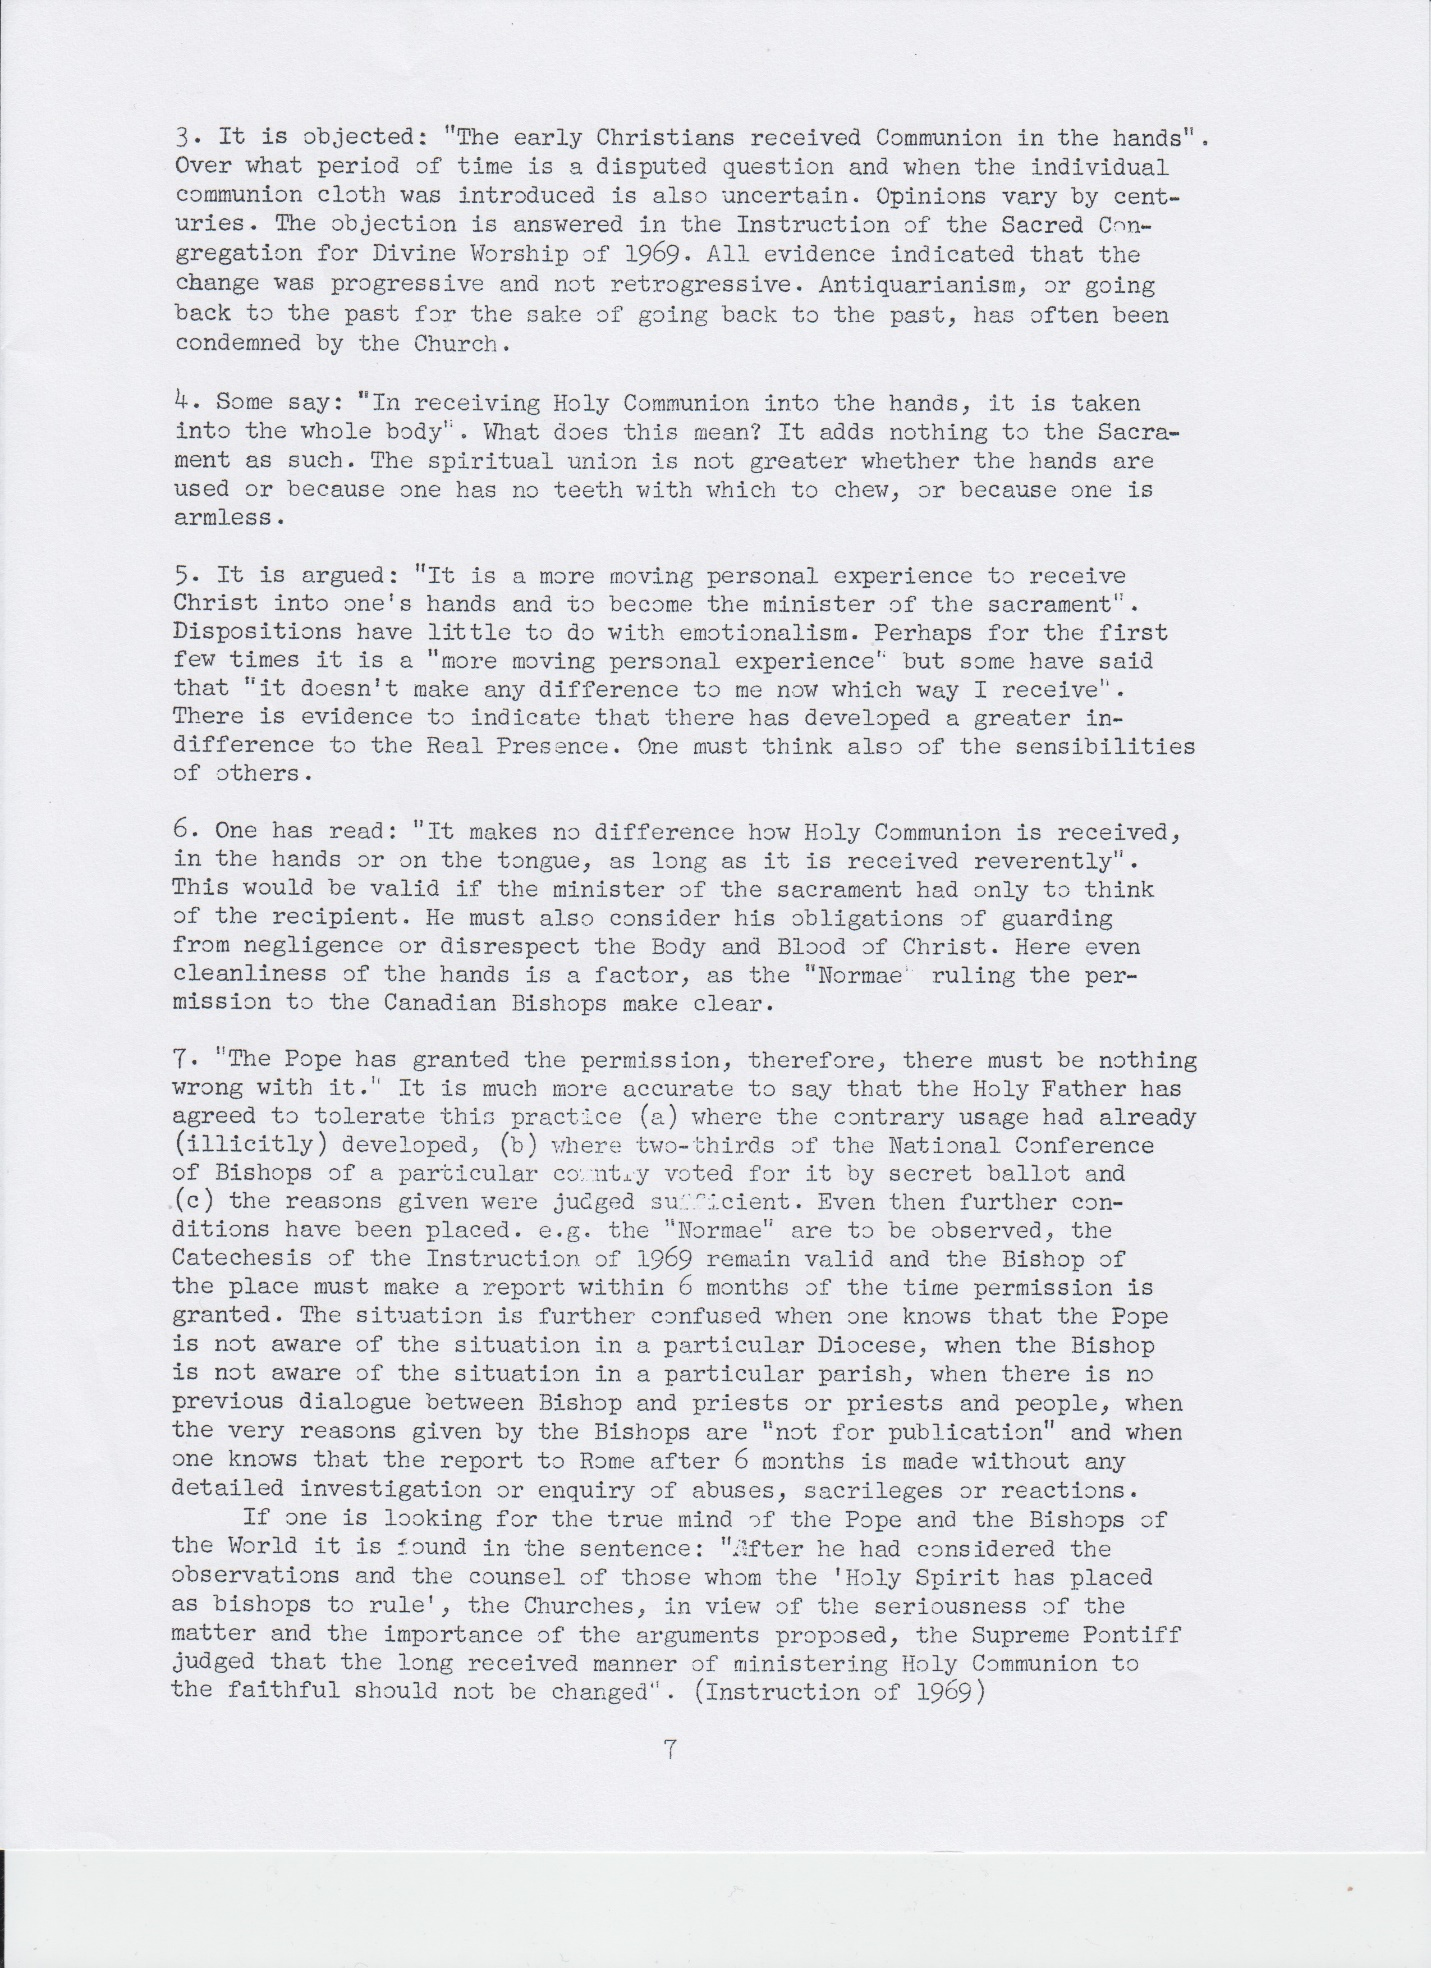 3. It is objected: "The early Christians received Communion in the hands".
Over what period of time is a disputed question and when the individual
communion cloth was introduced is also uncertain. Opinions vary by cent-
uries. The objection is answered in the Instruction of the Sacred Con-
gregation for Divine Worship of 1969. All evidence indicated that the
change was progressive and not retrogressive. Antiquarianism, or going
back to the past for the sake of going back to the past, has often been
condemned by the Church.
4. Some say: "In receiving Holy Communion into the hands, it is taken
into the whole body". What does this mean? It adds nothing to the Sacra-
ment as such. The spiritual union is not greater whether the hands are
used or because one has no teeth with which to chew, or because one is
armless.
5. It is argued: "It is a more moving personal experience to receive
Christ into one's hands and to become the minister of the sacrament".
Dispositions have little to do with emotionalism. Perhaps for the first
few times it is a "more moving personal experience" but some have said
that "it doesn't make any difference to me now which way I receive".
There is evidence to indicate that there has developed a greater in-
difference to the Real Presence. One must think also of the sensibilities
of others.
6. One has read: "It makes no difference how Holy Communion is received,
in the hands or on the tongue, as long as it is received reverently".
This would be valid if the minister of the sacrament had only to think
of the recipient. He must also consider his obligations of guarding
from negligence or disrespect the Body and Blood of Christ. Here even
cleanliness of the hands is a factor, as the "Normae" ruling the per-
mission to the Canadian Bishops make clear.
7. "The Pope has granted the permission, therefore, there must be nothing
wrong with it." It is much more accurate to say that the Holy Father has
agreed to tolerate this practice (a) where the contrary usage had already
(illicitly) developed, (b) where two-thirds of the National Conference
of Bishops of a particular country voted for it by secret ballot and
(c) the reasons given were judged sufficient. Even then further con-
ditions have been placed. e.g. the "Normae" are to be observed, the
Catechesis of the Instruction of 1969 remain valid and the Bishop of
the place must make a report within 6 months of the time permission is
granted. The situation is further confused when one knows that the Pope
is not aware of the situation in a particular Diocese, when the Bishop
is not aware of the situation in a particular parish, when there is no
previous dialogue between Bishop and priests or priests and people, when
the very reasons given by the Bishops are "not for publication" and when
one knows that the report to Rome after 6 months is made without any
detailed investigation or enquiry of abuses, sacrileges or reactions.
If one is looking for the true mind of the Pope and the Bishops of
the World it is found in the sentence: "After he had considered the
observations and the counsel of those whom the 'Holy Spirit has placed
as bishops to rule', the Churches, in view of the seriousness of the
matter and the importance of the arguments proposed, the Supreme Pontiff
judged that the long received manner of ministering Holy Communion to
the faithful should not be changed". (Instruction of 1969)
7